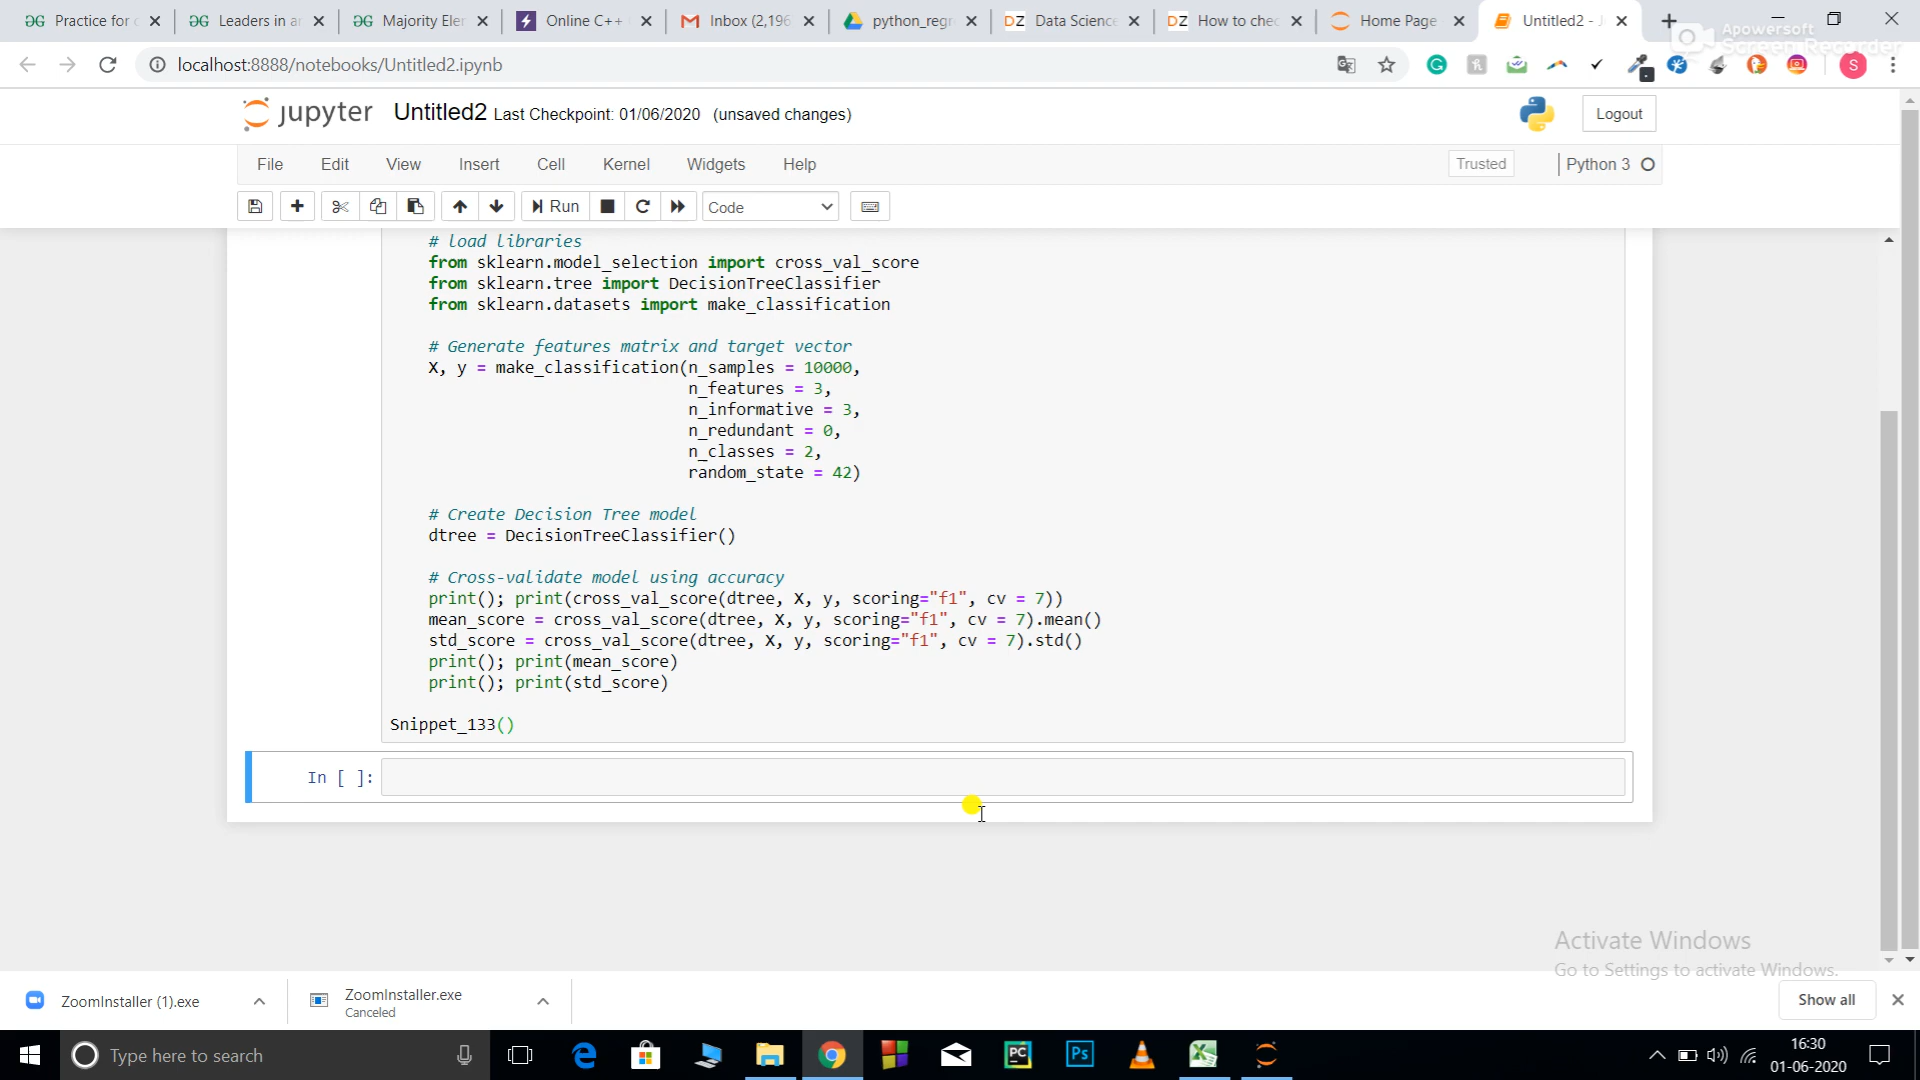 Practice for c
Leaders in ar
Majority Eler
Online C++
Inbox (2,196
python_regr
Data Science
How to chec
Home Page
Untitled2 - J
Apowersoft
Screen Recorder
localhost:8888/notebooks/Untitled2.ipynb
S
jupyter
Untitled2 Last Checkpoint: 01/06/2020 (unsaved changes)
Logout
File Edit View Insert Cell Kernel Widgets Help
Trusted
Python 3
Run
Code
# load libraries
from sklearn.model_selection import cross_val_score
from sklearn.tree import DecisionTreeClassifier
from sklearn.datasets import make_classification
# Generate features matrix and target vector
X, y = make_classification(n_samples = 10000,
n_features = 3,
n_informative = 3,
n_redundant = 0,
n_classes = 2,
random_state = 42)
# Create Decision Tree model
dtree = DecisionTreeClassifier()
# Cross-validate model using accuracy
print(); print(cross_val_score(dtree, X, y, scoring="f1", cv = 7))
mean_score = cross_val_score(dtree, X, y, scoring="f1", cv = 7).mean()
std_score = cross_val_score(dtree, X, y, scoring="f1", cv = 7).std()
print(); print(mean_score)
print(); print(std_score)
Snippet_133()
In [ ]:
Activate Windows
Go to Settings to activate Windows.
ZoomInstaller (1).exe
ZoomInstaller.exe
Canceled
Show all
Type here to search
PC
Ps
16:30
01-06-2020